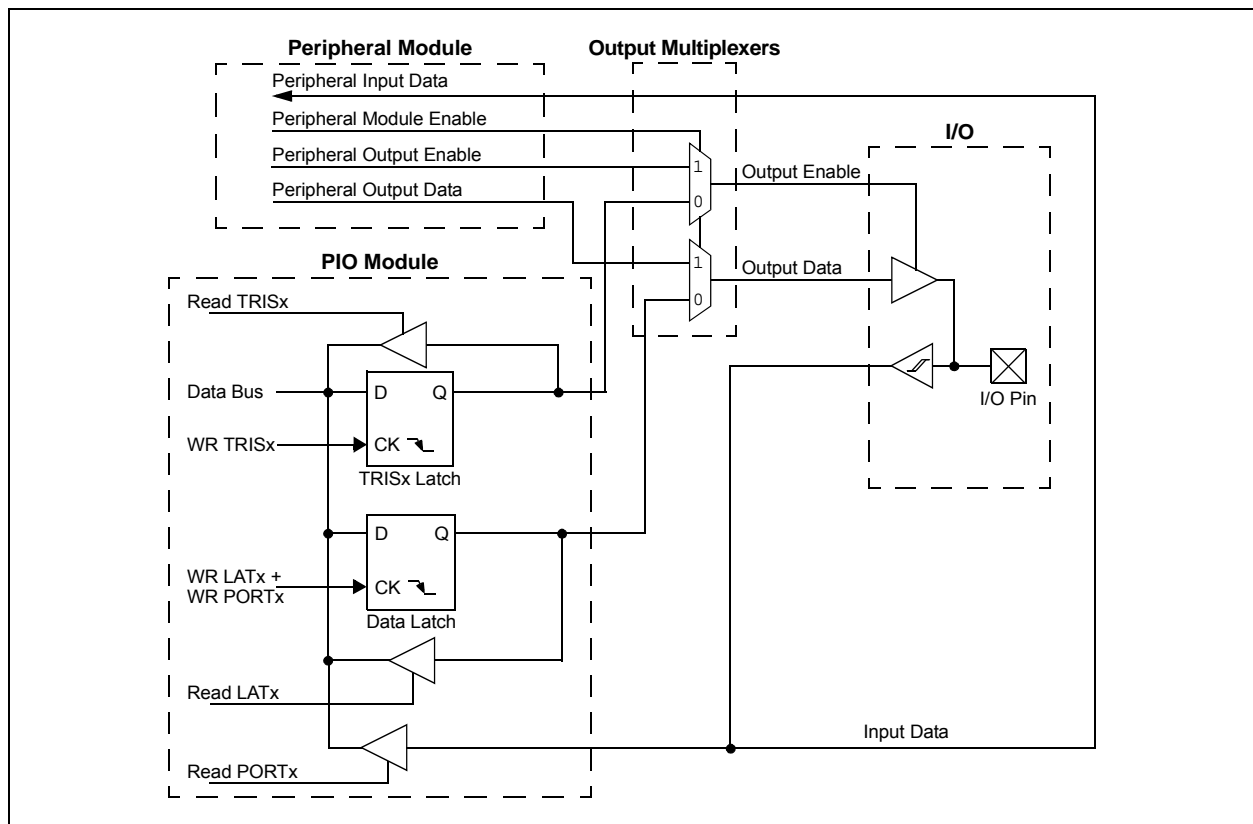 Peripheral Module
Output Multiplexers
Peripheral Input Data
Peripheral Module Enable
I/O
Peripheral Output Enable
1
Output Enable
Peripheral Output Data
0
PIO Module
1
Output Data
Read TRISx
0
Data Bus
D
Q
I/O Pin
WR TRISx
CK
TRISx Latch
D
Q
WR LATx +
WR PORTx
CK
Data Latch
Read LATx
Input Data
Read PORTx